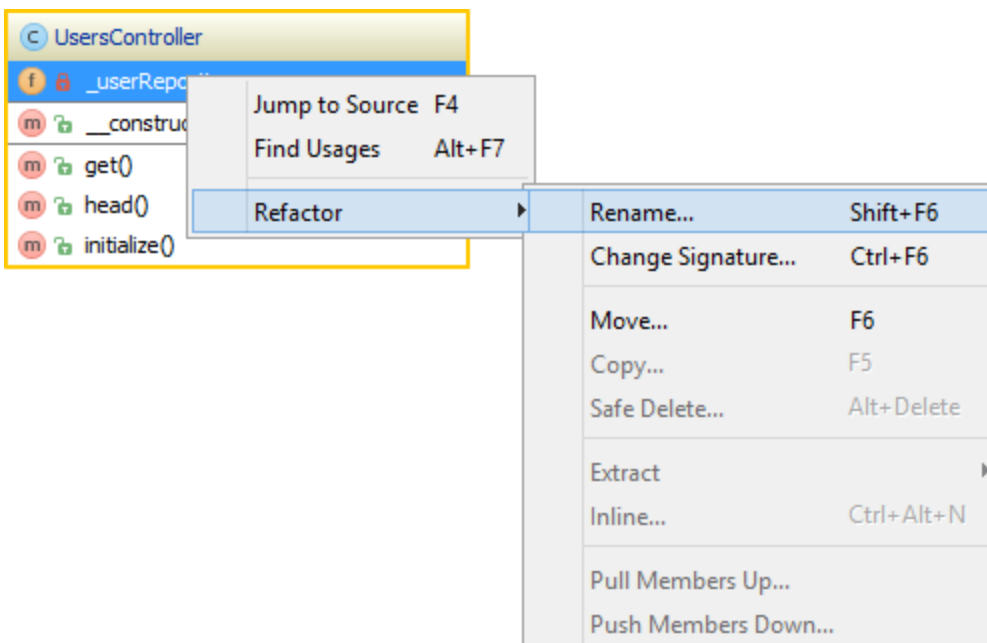 C UsersController
f _userRepo
m __construc
m get()
m head()
m initialize()
Jump to Source F4
Find Usages Alt+F7
Refactor
Rename... Shift+F6
Change Signature... Ctrl+F6
Move... F6
Copy... F5
Safe Delete... Alt+Delete
Extract
Inline... Ctrl+Alt+N
Pull Members Up...
Push Members Down...